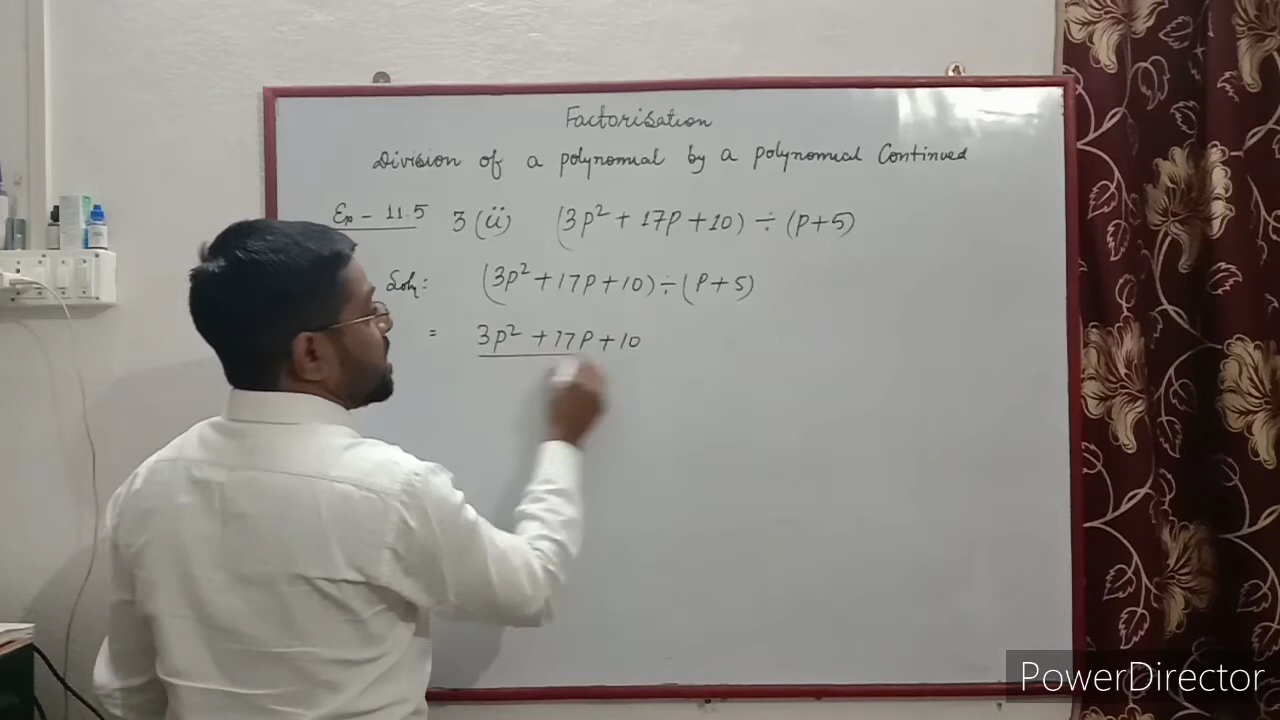 Factorisation
Division of a polynomial by a polynomial Continued
Ex - 11.5 3 (ii) (3p² + 17p + 10) ÷ (p+5)
Soln: (3p² + 17p + 10) ÷ (p + 5)
= 3p² + 17p + 10
PowerDirector